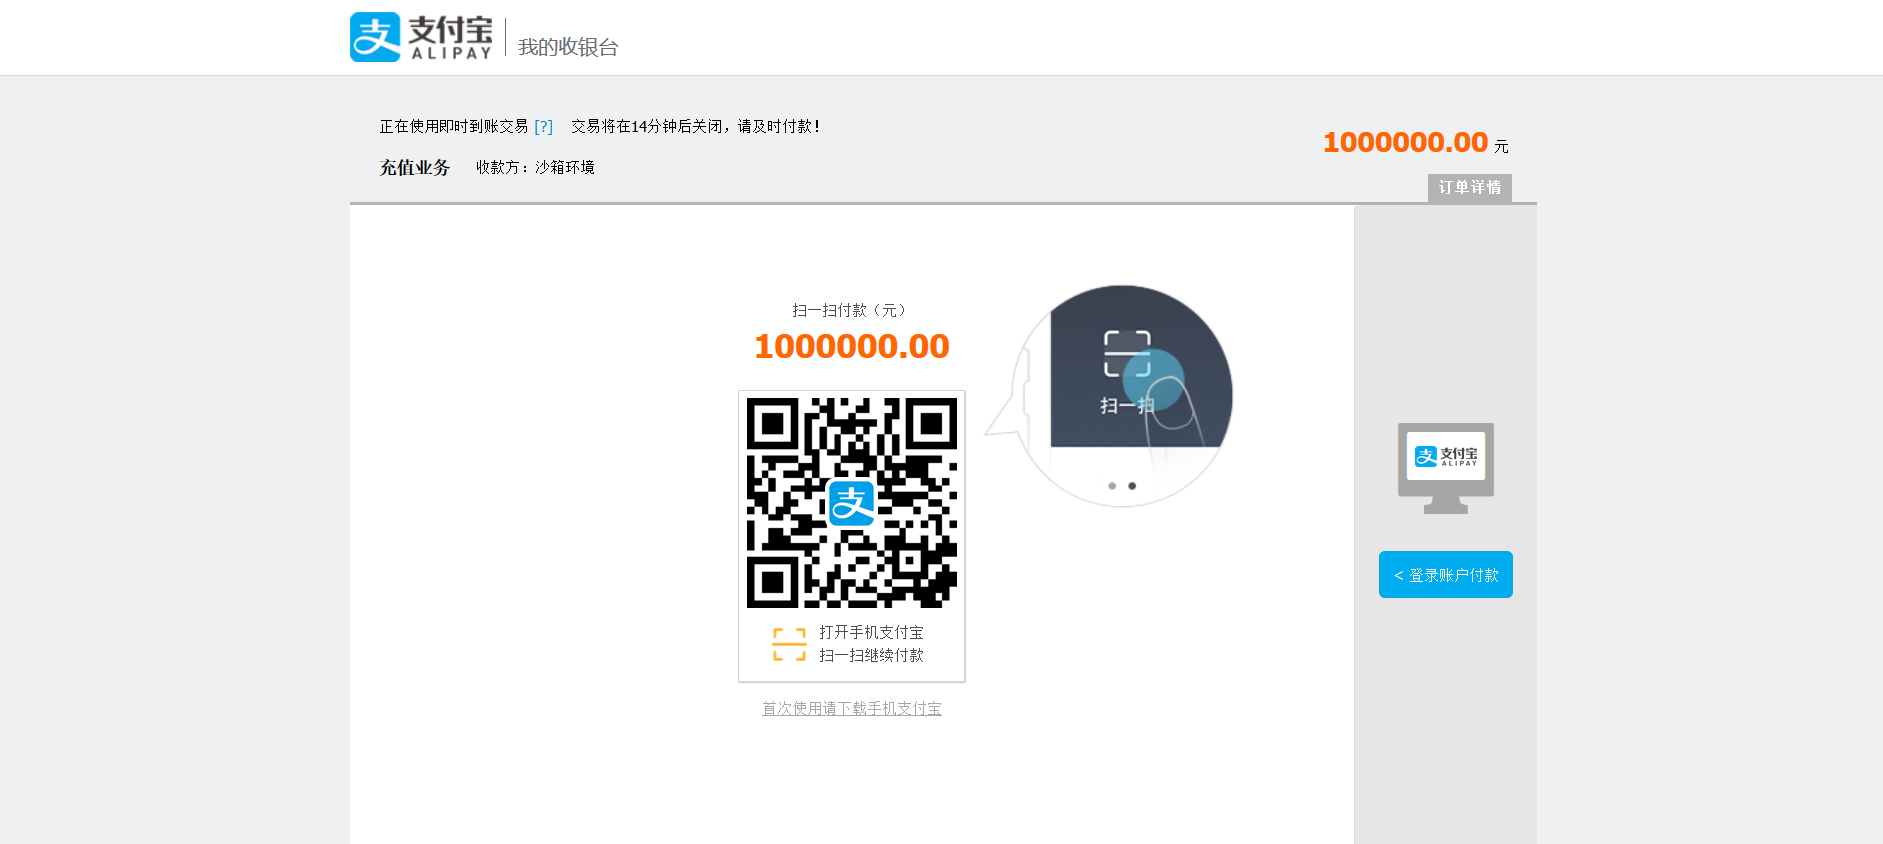 支付宝
ALIPAY
我的收银台
正在使用即时到账交易 [?] 交易将在14分钟后关闭，请及时付款！
1000000.00 元
充值业务 收款方：沙箱环境
订单详情
扫一扫付款（元）
1000000.00
扫一扫
支
支付宝
ALIPAY
< 登录账户付款
打开手机支付宝
扫一扫继续付款
首次使用请下载手机支付宝